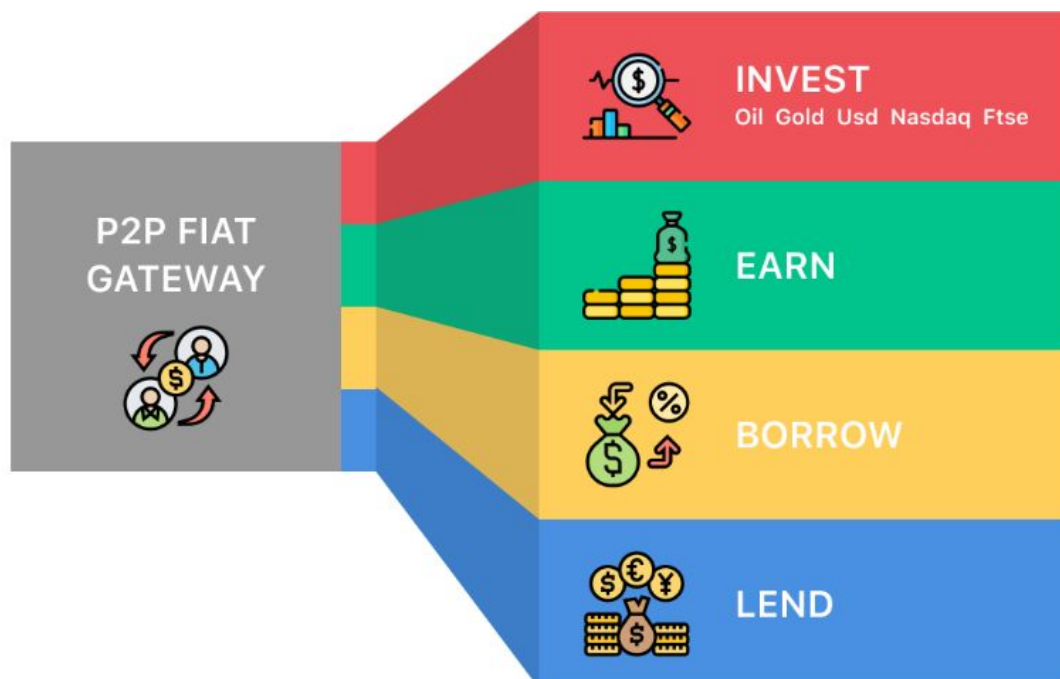 P2P FIAT
GATEWAY
INVEST
Oil Gold Usd Nasdaq Ftse
EARN
BORROW
LEND